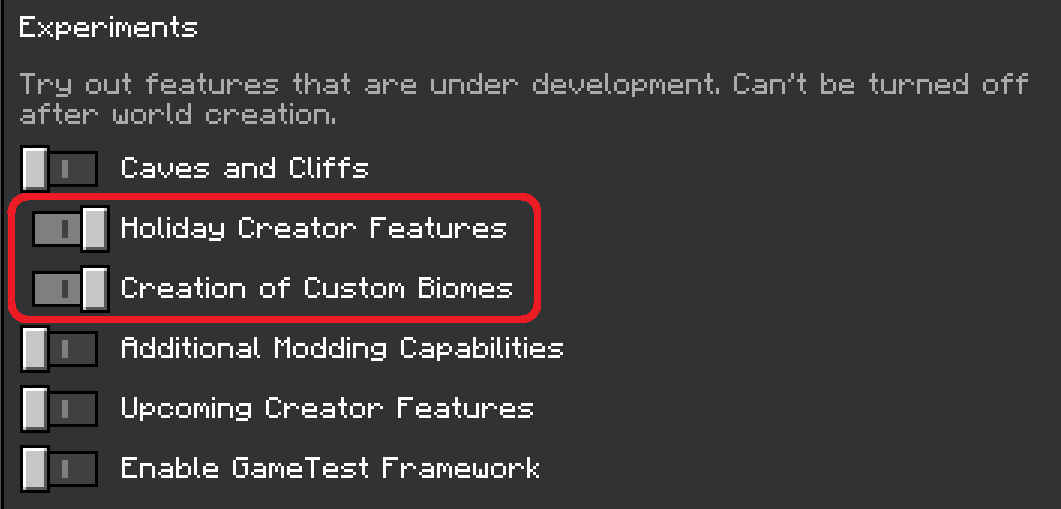 Experiments
Try out features that are under development. Can't be turned off
after world creation.
Caves and Cliffs
Holiday Creator Features
Creation of Custom Biomes
Additional Modding Capabilities
Upcoming Creator Features
Enable GameTest Framework